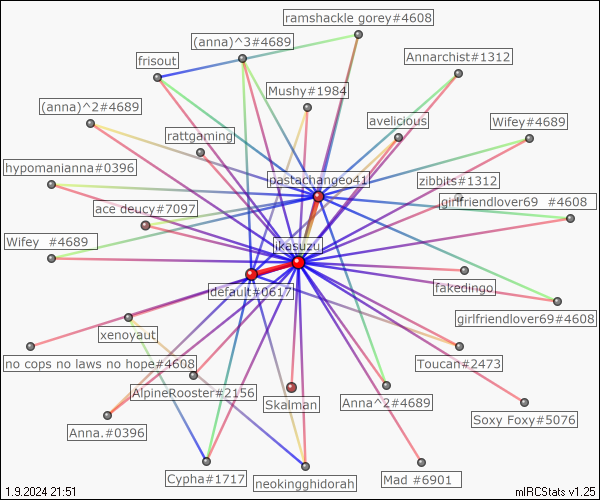 ramshackle gorey#4608
(anna)^3#4689
frisout
Annarchist#1312
Mushy#1984
(anna)^2#4689
avelicious
Wifey#4689
rattgaming
hypomanianna#0396
pastachangeo41
zibbits#1312
girlfriendlover69 #4608
ace deucy#7097
Wifey #4689
ikasuzu
default#0617
fakedingo
girlfriendlover69#4608
xenoyaut
no cops no laws no hope#4608
Toucan#2473
AlpineRooster#2156
Skalman
Anna^2#4689
Soxy Foxy#5076
Anna.#0396
Cypha#1717
neokingghidorah
Mad #6901
1.9.2024 21:51
mIRCStats v1.25